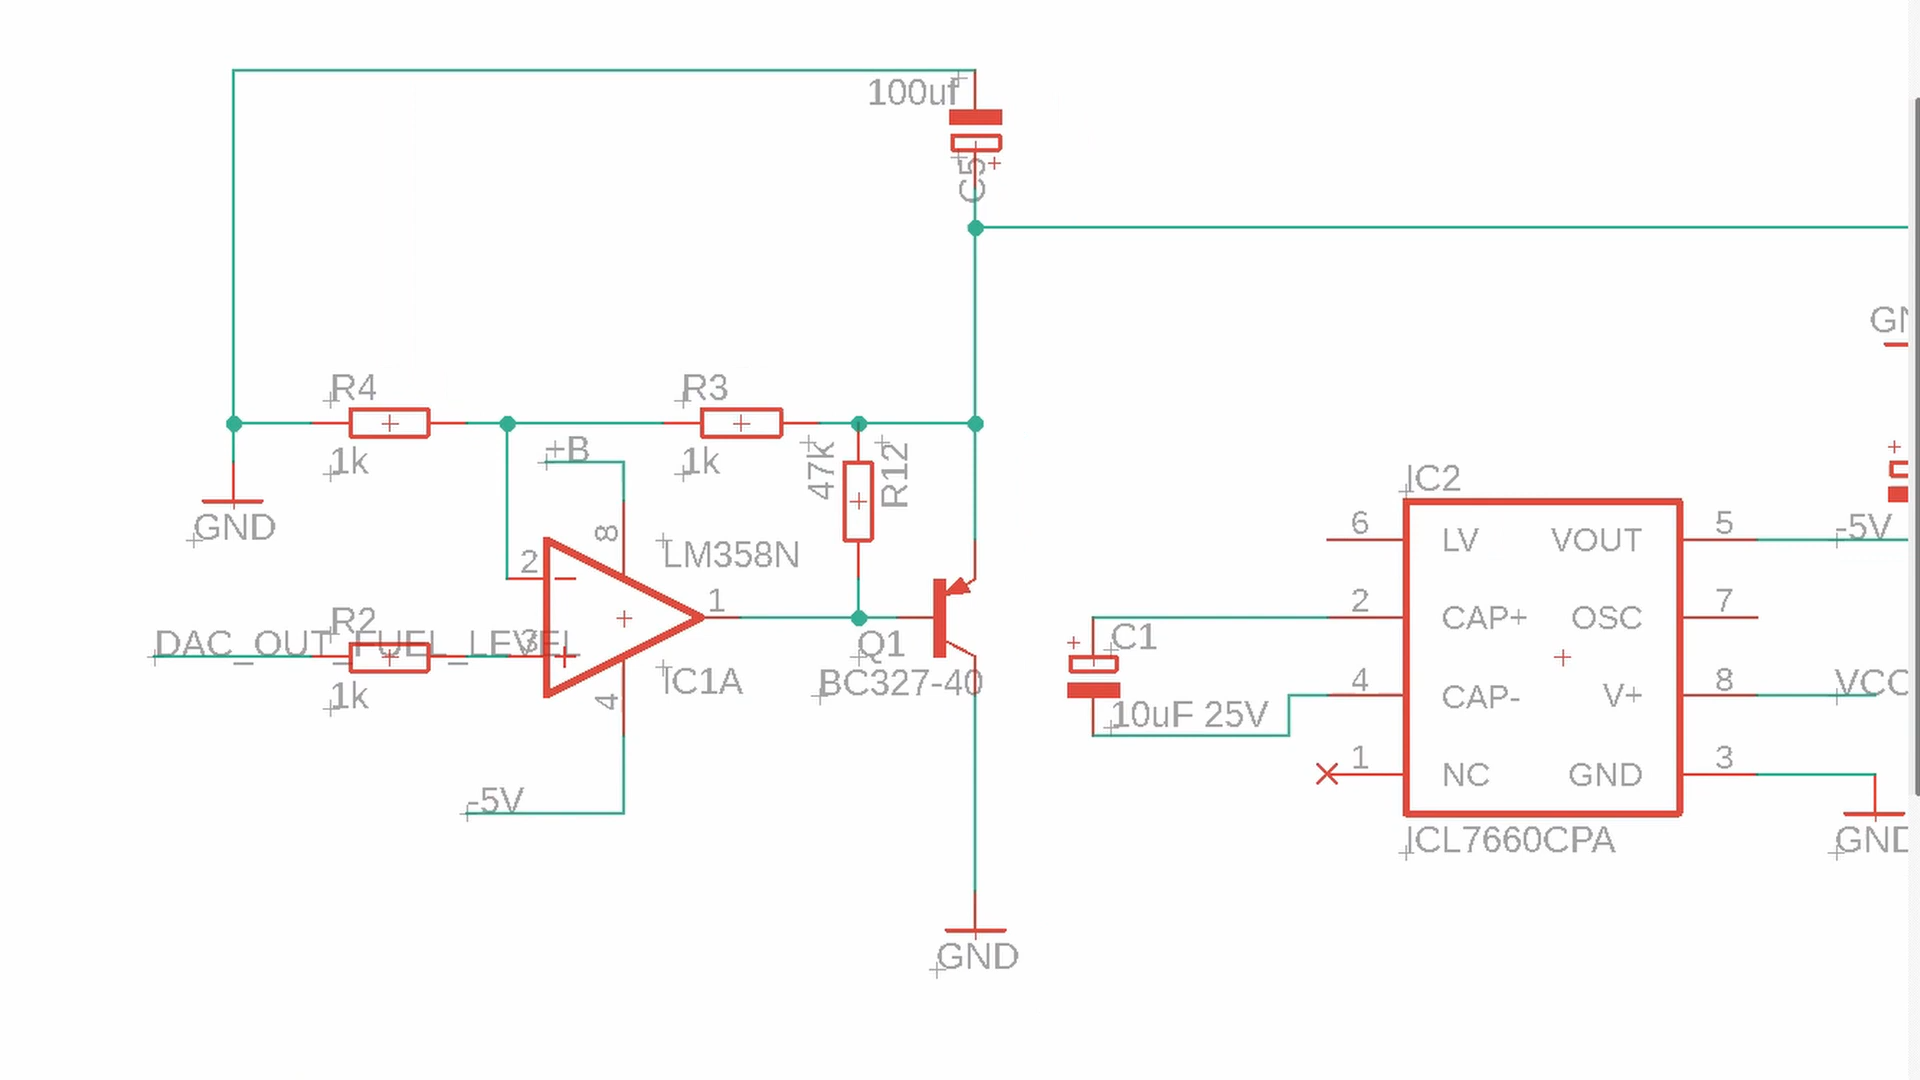 100uf
C5
GN
R4
R3
+B
1k
1k
47k
R12
GND
8
LM358N
2
1
R2
DAC_OUT_FUEL_LEVEL
3
1k
4
IC1A
Q1
BC327-40
-5V
GND
C1
10uF 25V
IC2
6 LV VOUT 5
-5V
2 CAP+ OSC 7
4 CAP- V+ 8
VCC
1 NC GND 3
ICL7660CPA
GND